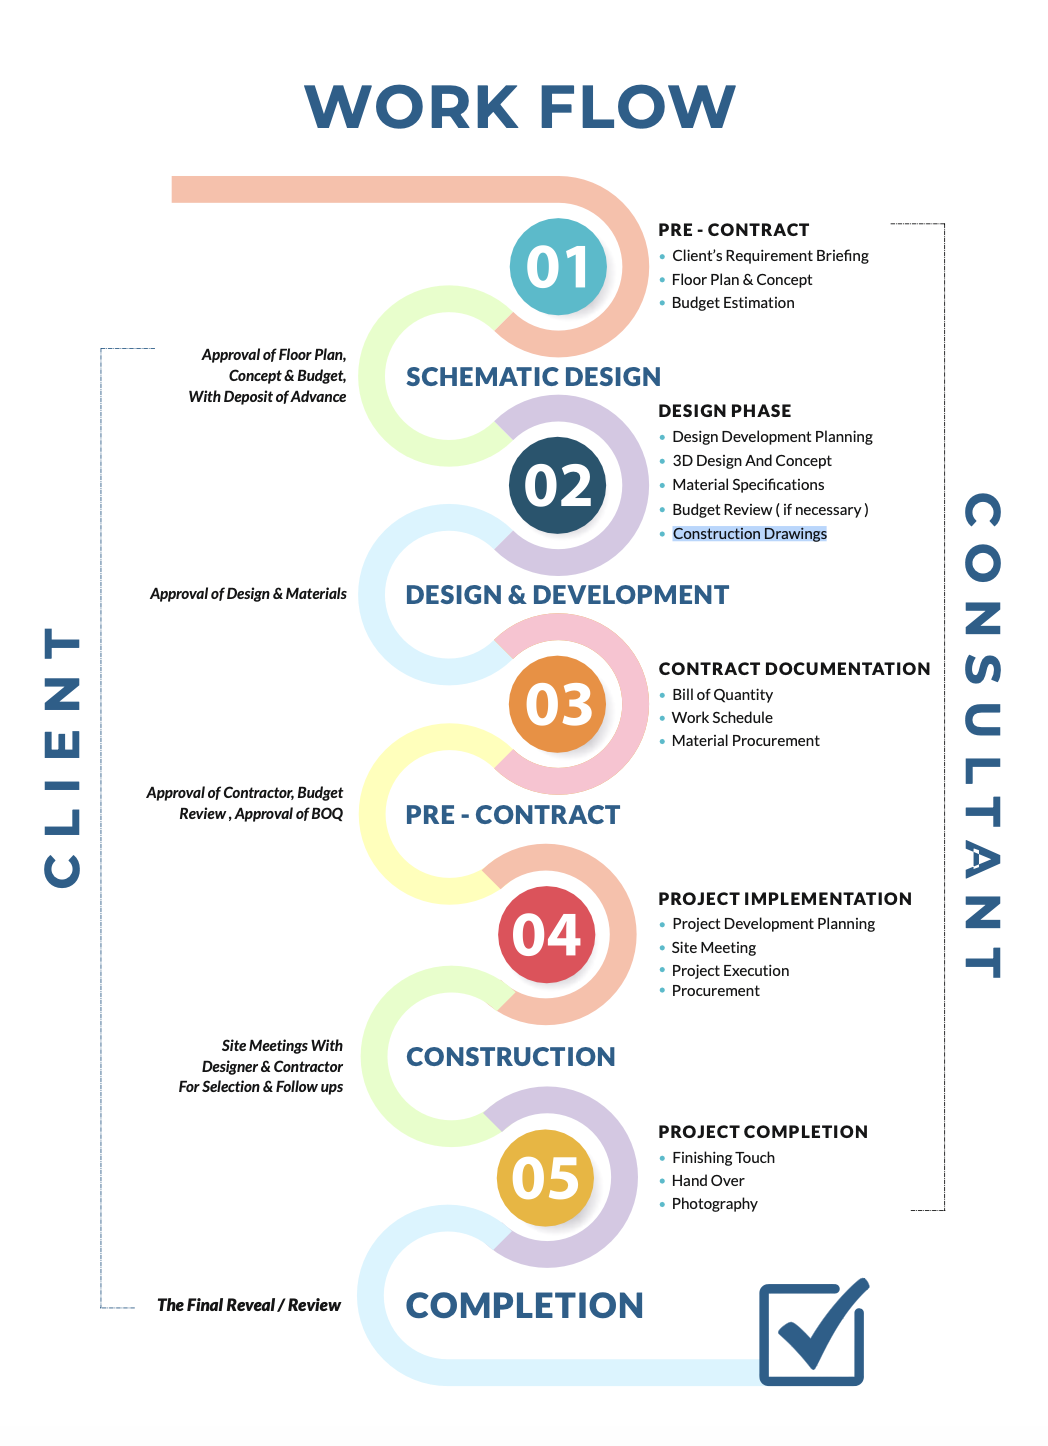 WORK FLOW
01
PRE - CONTRACT
Client's Requirement Briefing
Floor Plan & Concept
Budget Estimation
Approval of Floor Plan,
Concept & Budget,
With Deposit of Advance
SCHEMATIC DESIGN
02
DESIGN PHASE
Design Development Planning
3D Design And Concept
Material Specifications
Budget Review ( if necessary )
Construction Drawings
Approval of Design & Materials
DESIGN & DEVELOPMENT
03
CONTRACT DOCUMENTATION
Bill of Quantity
Work Schedule
Material Procurement
Approval of Contractor, Budget
Review , Approval of BOQ
PRE - CONTRACT
04
PROJECT IMPLEMENTATION
Project Development Planning
Site Meeting
Project Execution
Procurement
Site Meetings With
Designer & Contractor
For Selection & Follow ups
CONSTRUCTION
05
PROJECT COMPLETION
Finishing Touch
Hand Over
Photography
The Final Reveal / Review
COMPLETION
CLIENT
CONSULTANT